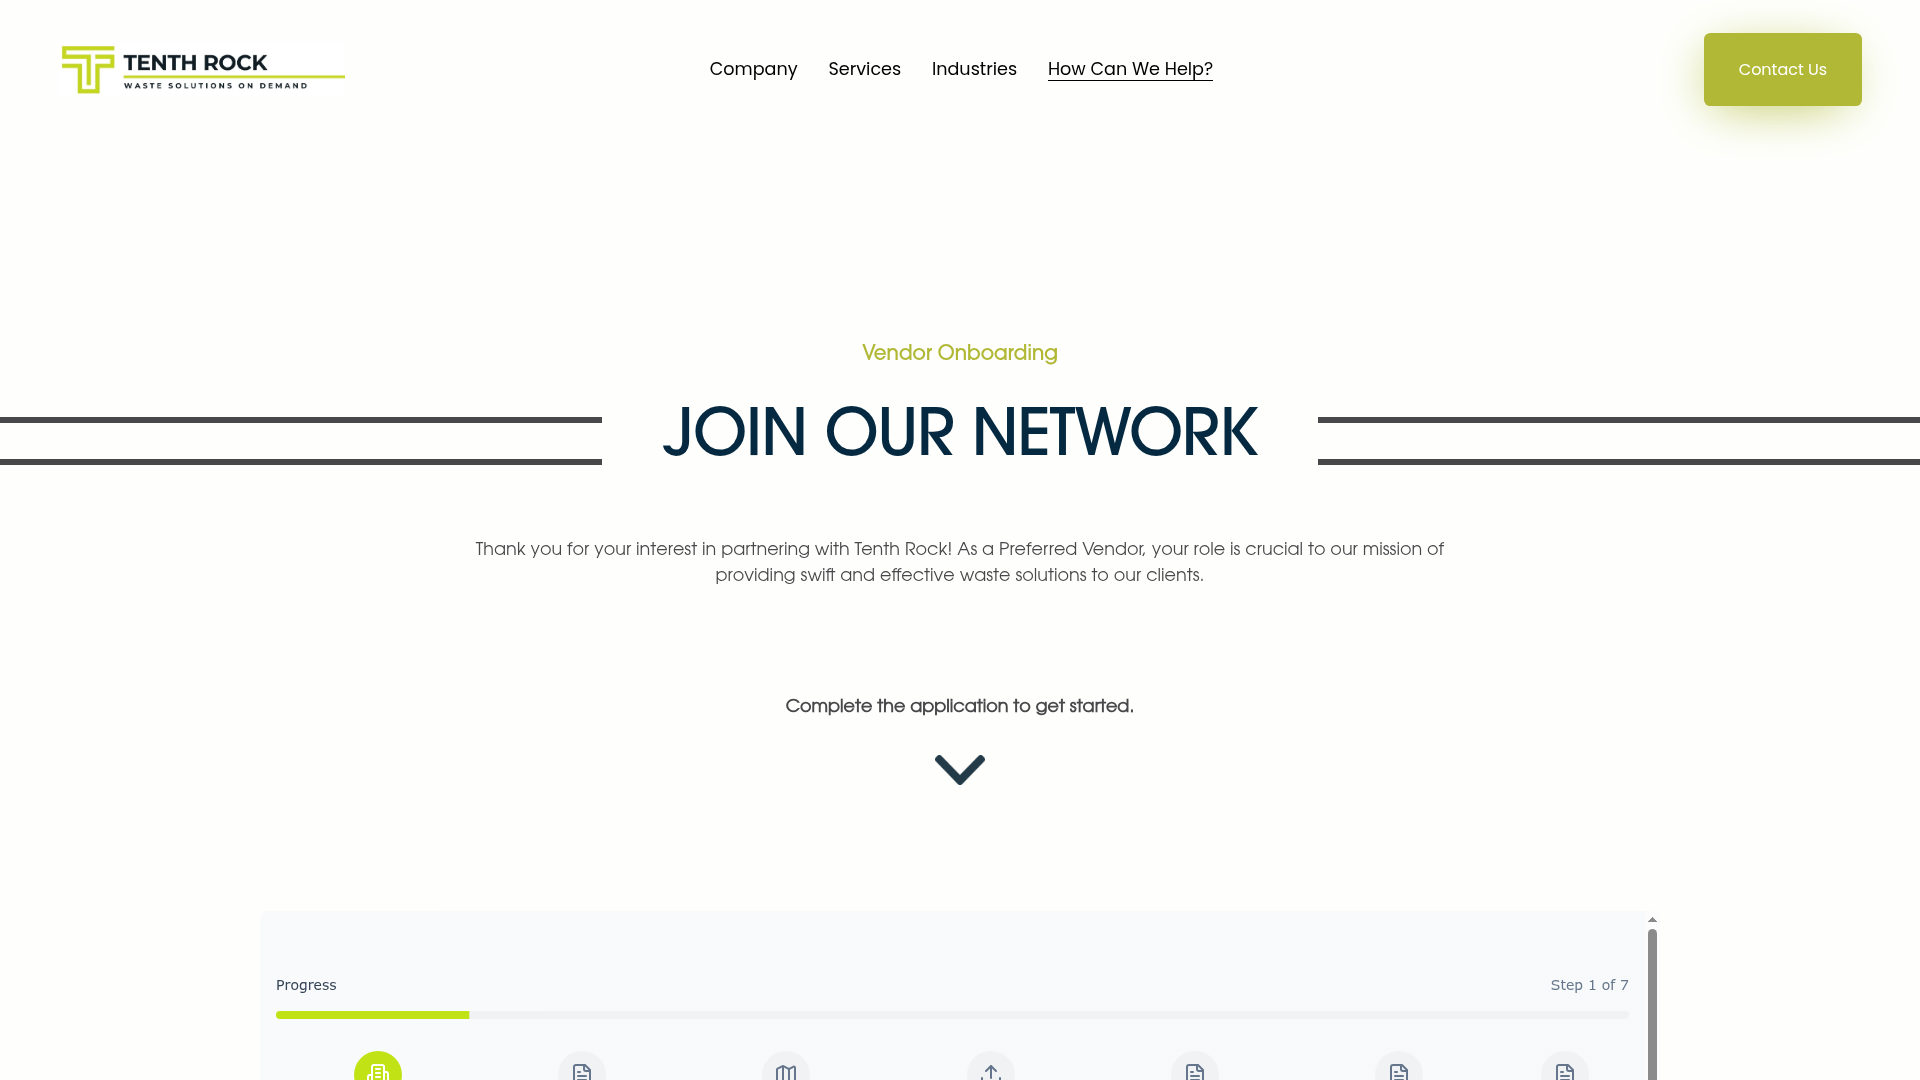 TENTH ROCK
WASTE SOLUTIONS ON DEMAND
Company
Services
Industries
How Can We Help?
Contact Us
Vendor Onboarding
JOIN OUR NETWORK
Thank you for your interest in partnering with Tenth Rock! As a Preferred Vendor, your role is crucial to our mission of
providing swift and effective waste solutions to our clients.
Complete the application to get started.
Progress
Step 1 of 7